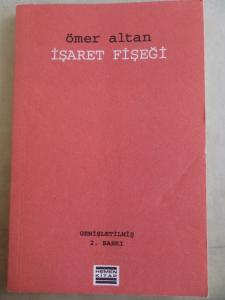 ömer altan
İŞARET FİŞEĞİ
GENİŞLETİLMİŞ
2. BASKI
HEMEN
KİTAP